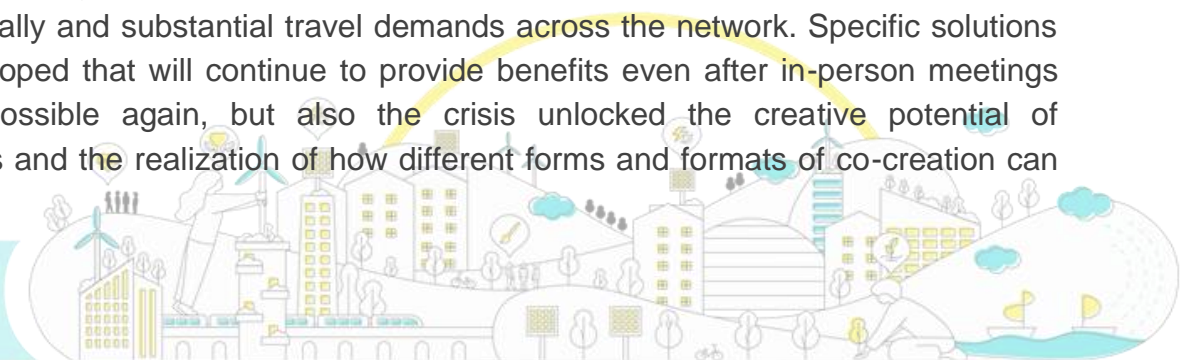 ally and substantial travel demands across the network. Specific solutions
oped that will continue to provide benefits even after in-person meetings
ossible again, but also the crisis unlocked the creative potential of
s and the realization of how different forms and formats of co-creation can